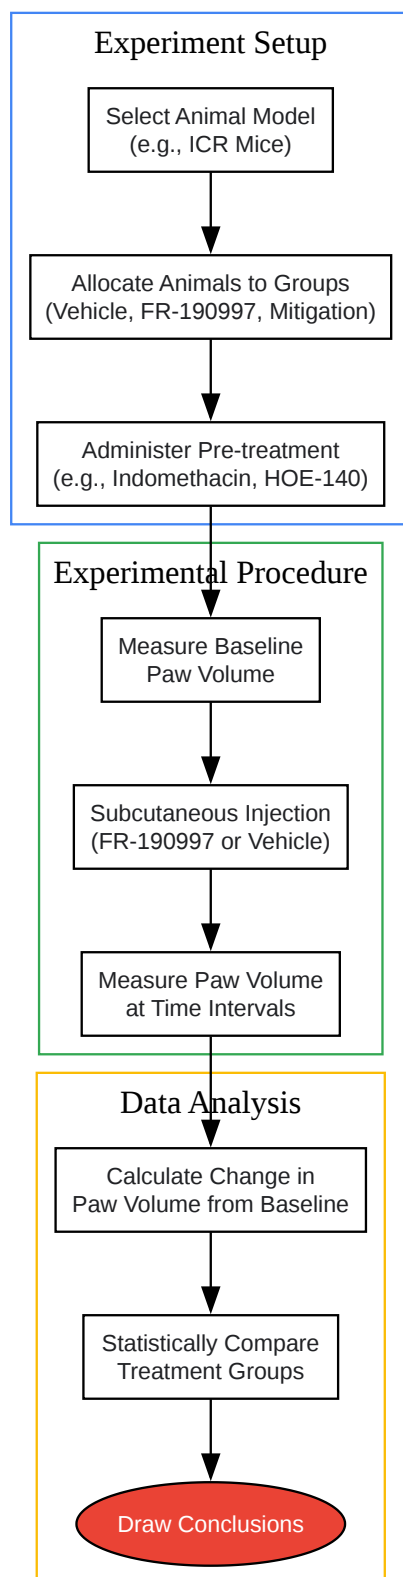 Experiment Setup
Select Animal Model
(e.g., ICR Mice)
Allocate Animals to Groups
(Vehicle, FR-190997, Mitigation)
Administer Pre-treatment
(e.g., Indomethacin, HOE-140)
Experimental Procedure
Measure Baseline
Paw Volume
Subcutaneous Injection
(FR-190997 or Vehicle)
Measure Paw Volume
at Time Intervals
Data Analysis
Calculate Change in
Paw Volume from Baseline
Statistically Compare
Treatment Groups
Draw Conclusions